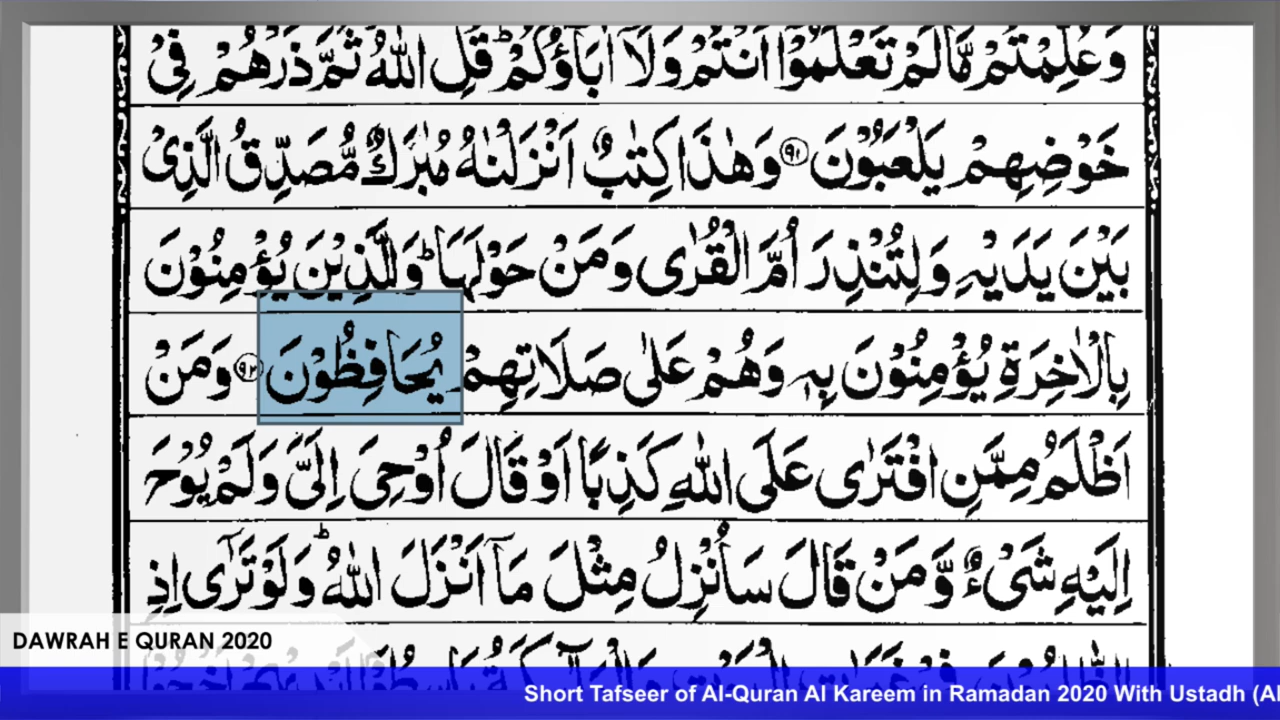 وَعُلِّمْتُمْ مَّا لَمْ تَعْلَمُوْٓا اَنْتُمْ وَلَآ اٰبَآؤُكُمْ ؕ قُلِ اللّٰهُ ثُمَّ ذَرْهُمْ فِیْ
خَوْضِهِمْ یَلْعَبُوْنَ ۹۱ وَهٰذَا كِتٰبٌ اَنْزَلْنٰهُ مُبٰرَكٌ مُّصَدِّقُ الَّذِیْ
بَیْنَ یَدَیْهِ وَلِتُنْذِرَ اُمَّ الْقُرٰی وَمَنْ حَوْلَهَا ؕ وَالَّذِیْنَ یُؤْمِنُوْنَ
بِالْاٰخِرَةِ یُؤْمِنُوْنَ بِهٖ وَهُمْ عَلٰی صَلَاتِهِمْ یُحَافِظُوْنَ ۹۲ وَمَنْ
اَظْلَمُ مِمَّنِ افْتَرٰی عَلَی اللّٰهِ كَذِبًا اَوْ قَالَ اُوْحِیَ اِلَیَّ وَلَمْ یُوْحَ
اِلَیْهِ شَیْءٌ وَّمَنْ قَالَ سَاُنْزِلُ مِثْلَ مَاۤ اَنْزَلَ اللّٰهُ ؕ وَلَوْ تَرٰۤی اِذِ
DAWRAH E QURAN 2020
Short Tafseer of Al-Quran Al Kareem in Ramadan 2020 With Ustadh